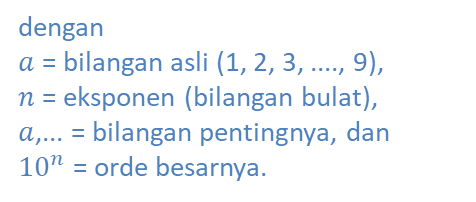 dengan
a = bilangan asli (1, 2, 3, ...., 9),
n = eksponen (bilangan bulat),
a,... = bilangan pentingnya, dan
10ⁿ = orde besarnya.